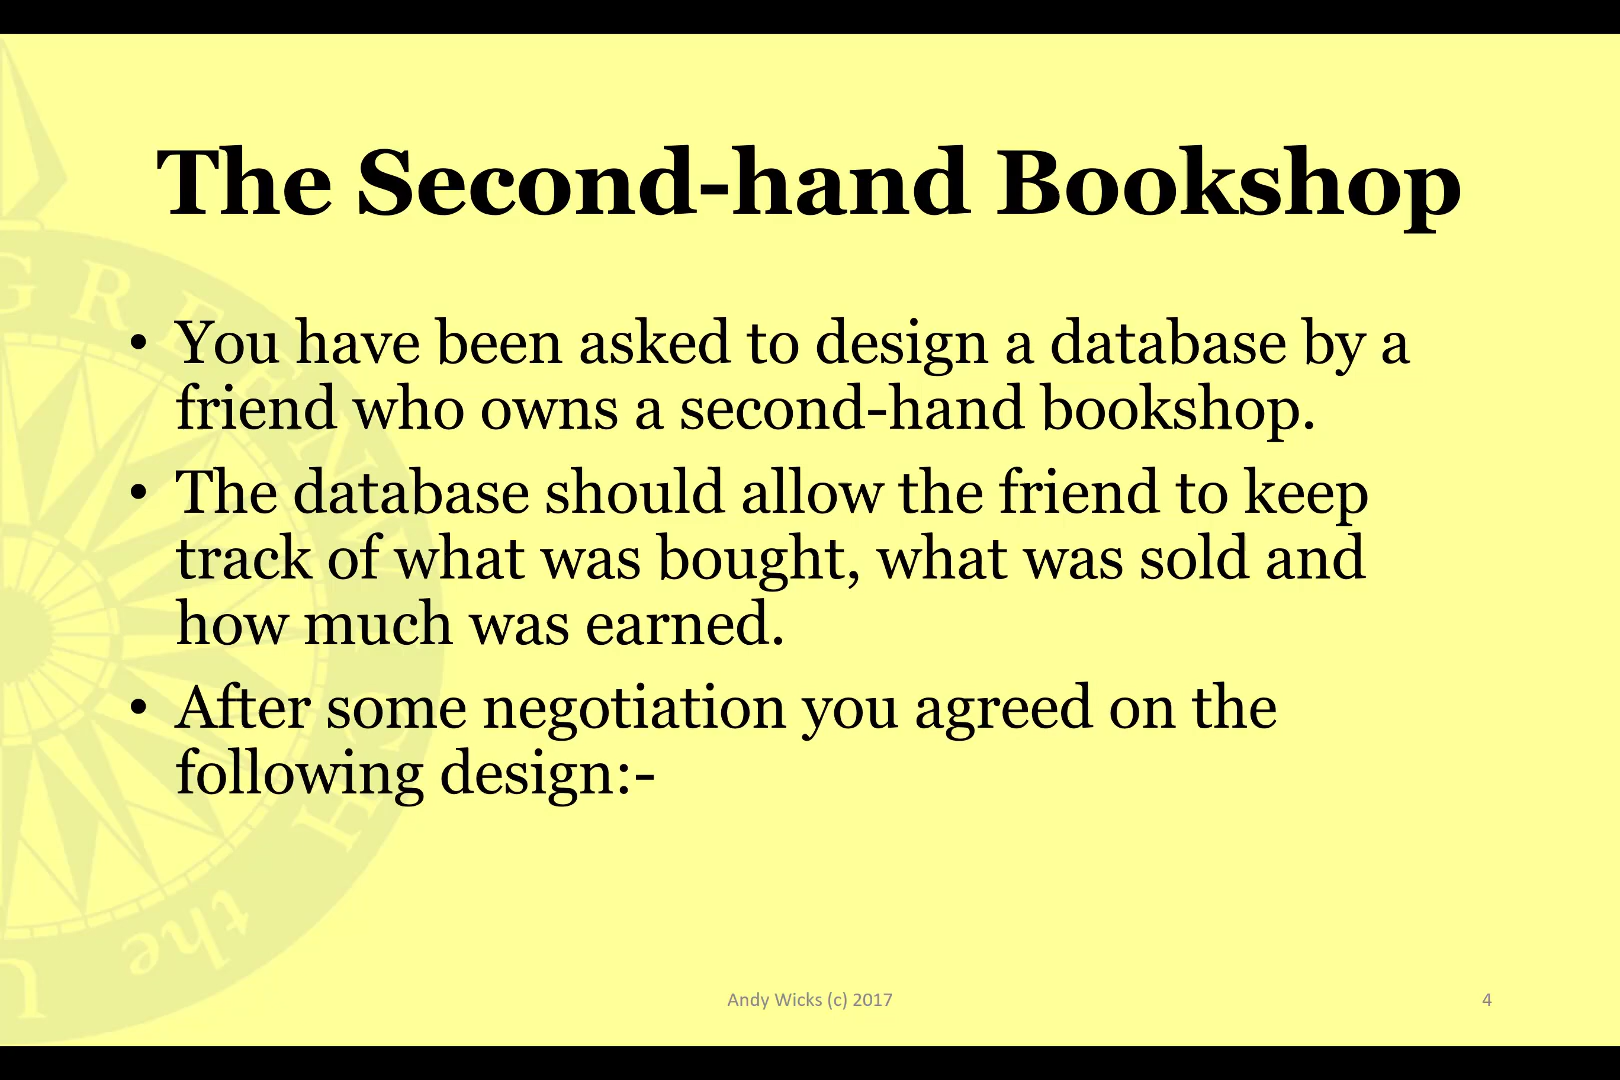 The Second-hand Bookshop
• You have been asked to design a database by a
friend who owns a second-hand bookshop.
• The database should allow the friend to keep
track of what was bought, what was sold and
how much was earned.
• After some negotiation you agreed on the
following design:-
Andy Wicks (c) 2017
4
the